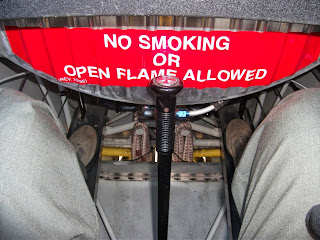 NO SMOKING
OR
OPEN FLAME ALLOWED